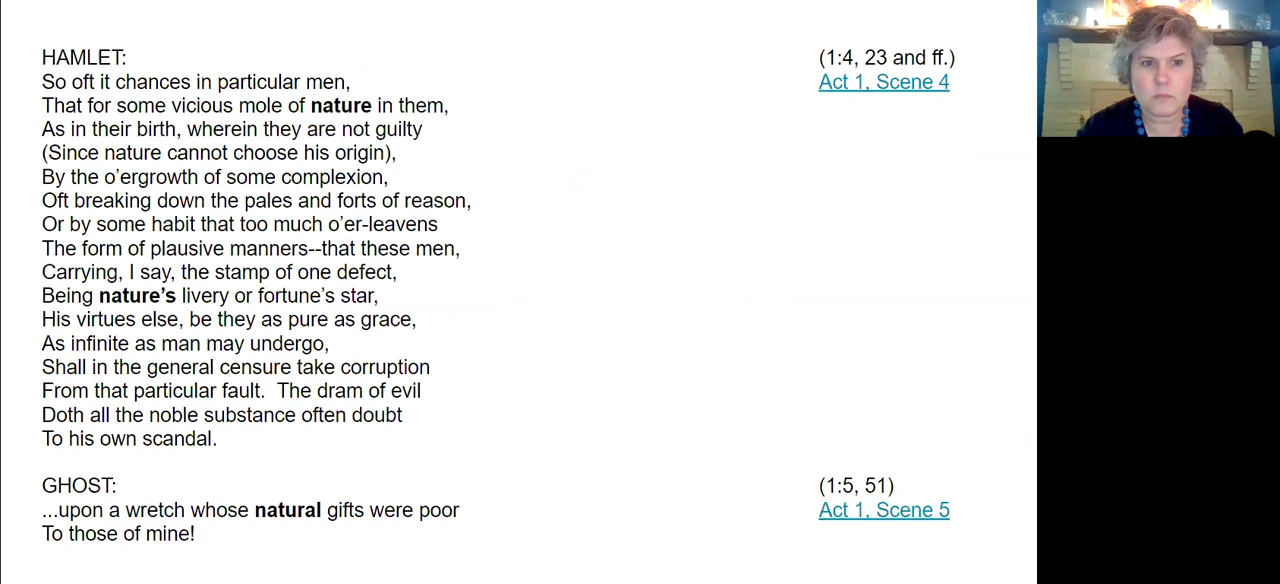 HAMLET:
(1:4, 23 and ff.)
So oft it chances in particular men,
Act 1, Scene 4
That for some vicious mole of nature in them,
As in their birth, wherein they are not guilty
(Since nature cannot choose his origin),
By the o’ergrowth of some complexion,
Oft breaking down the pales and forts of reason,
Or by some habit that too much o’er-leavens
The form of plausive manners--that these men,
Carrying, I say, the stamp of one defect,
Being nature’s livery or fortune’s star,
His virtues else, be they as pure as grace,
As infinite as man may undergo,
Shall in the general censure take corruption
From that particular fault.  The dram of evil
Doth all the noble substance often doubt
To his own scandal.
GHOST:
(1:5, 51)
...upon a wretch whose natural gifts were poor
Act 1, Scene 5
To those of mine!